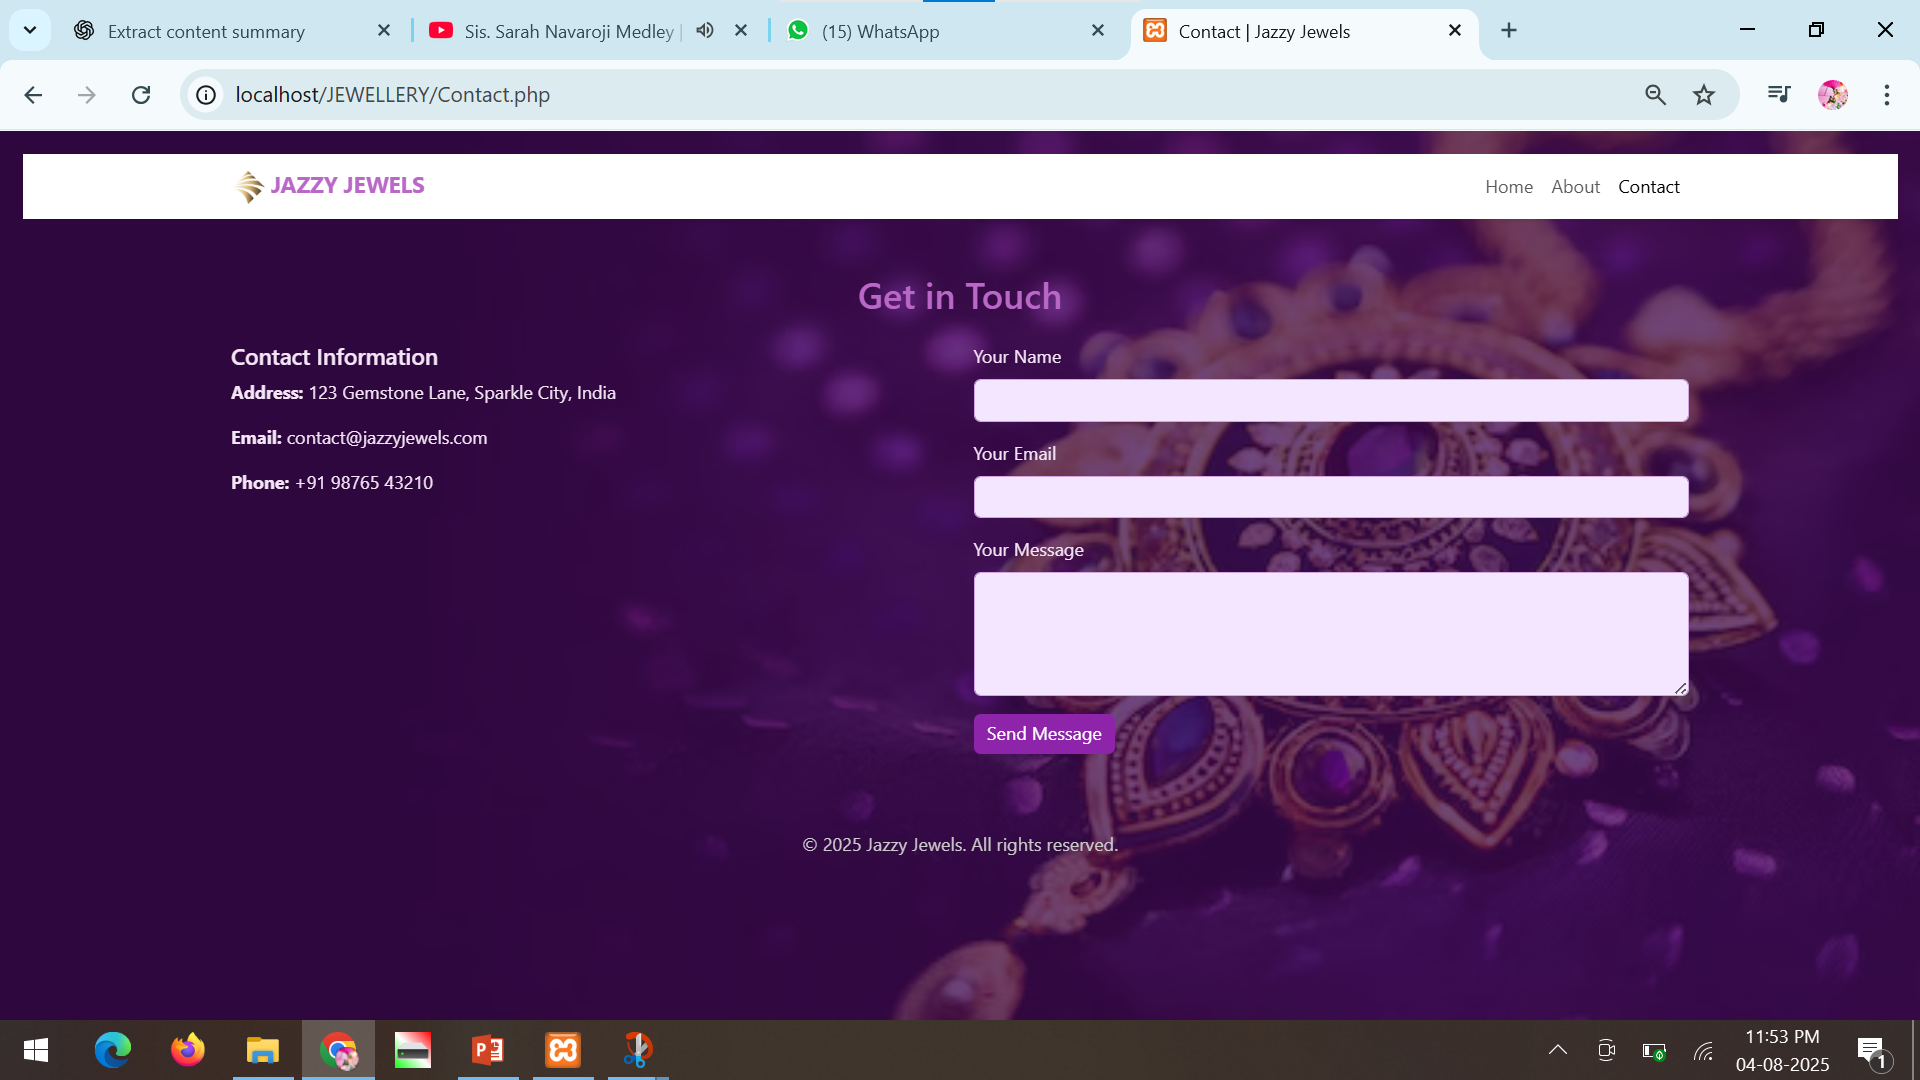 Extract content summary
Sis. Sarah Navaroji Medley
(15) WhatsApp
Contact | Jazzy Jewels
localhost/JEWELLERY/Contact.php
JAZZY JEWELS
Home About Contact
Get in Touch
Contact Information
Address: 123 Gemstone Lane, Sparkle City, India
Email: contact@jazzyjewels.com
Phone: +91 98765 43210
Your Name
Your Email
Your Message
Send Message
© 2025 Jazzy Jewels. All rights reserved.
11:53 PM
04-08-2025
1